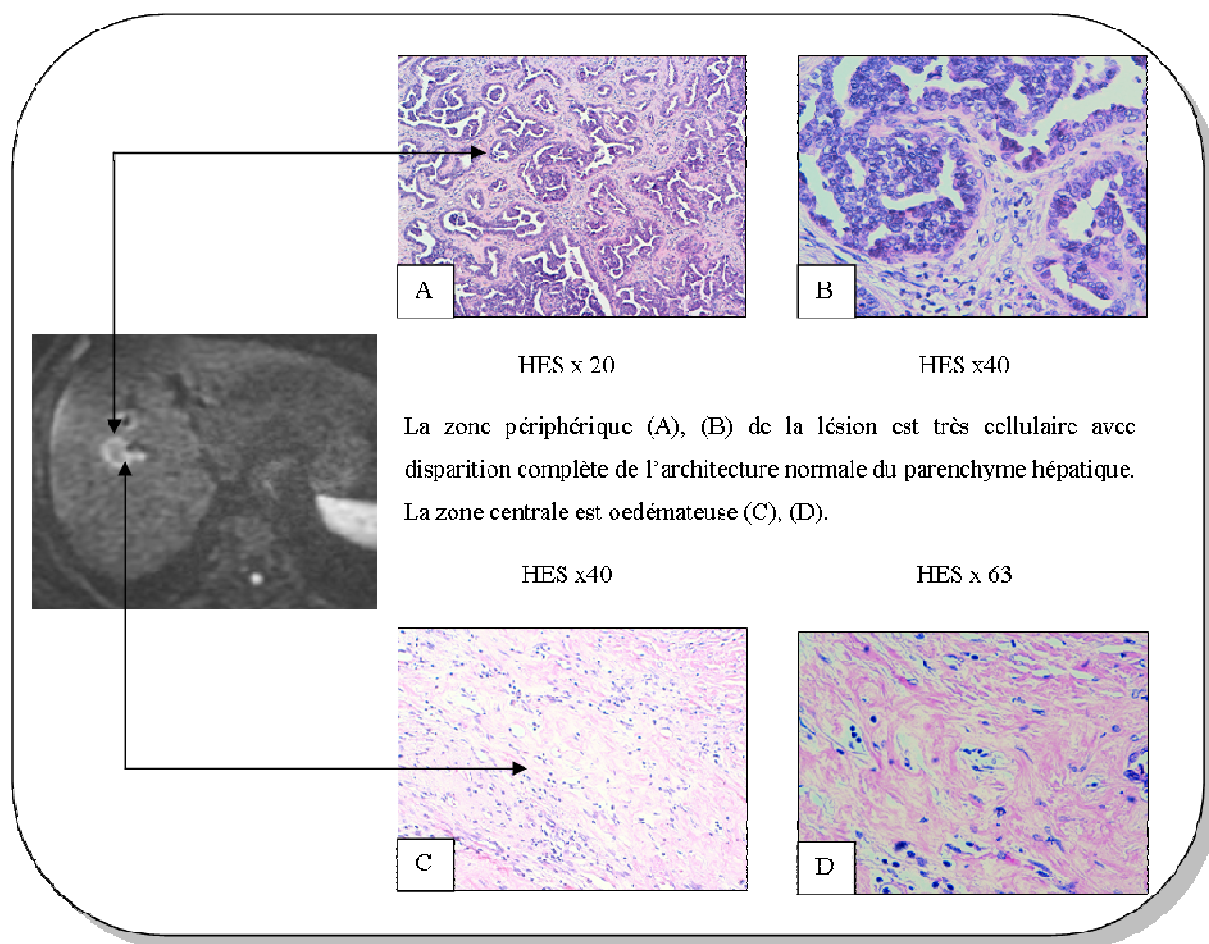 A
B
HES x 20
HES x40
La zone périphérique (A), (B) de la lésion est très cellulaire avec
disparition complète de l'architecture normale du parenchyme hépatique.
La zone centrale est oedémateuse (C), (D).
HES x40
HES x 63
C
D